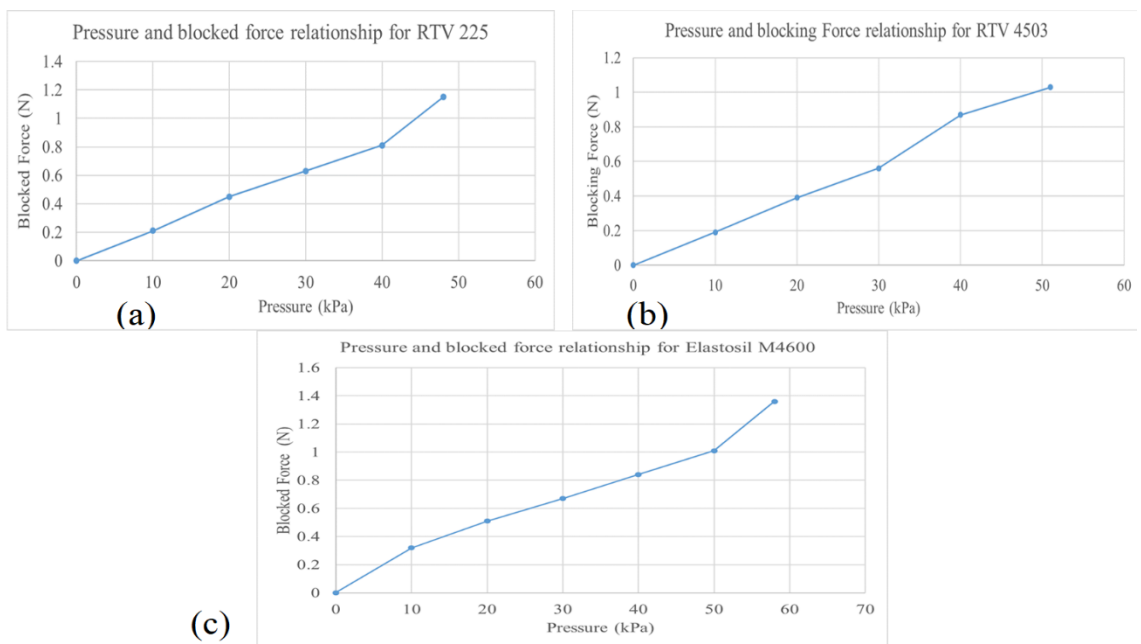 Pressure and blocked force relationship for RTV 225
Blocked Force (N)
1.4
1.2
1
0.8
0.6
0.4
0.2
0
0 10 20 30 40 50 60
Pressure (kPa)
(a)
Pressure and blocking Force relationship for RTV 4503
Blocking Force (N)
1.2
1
0.8
0.6
0.4
0.2
0
0 10 20 30 40 50 60
Pressure (kPa)
(b)
Pressure and blocked force relationship for Elastosil M4600
Blocked Force (N)
1.6
1.4
1.2
1
0.8
0.6
0.4
0.2
0
0 10 20 30 40 50 60 70
Pressure (kPa)
(c)